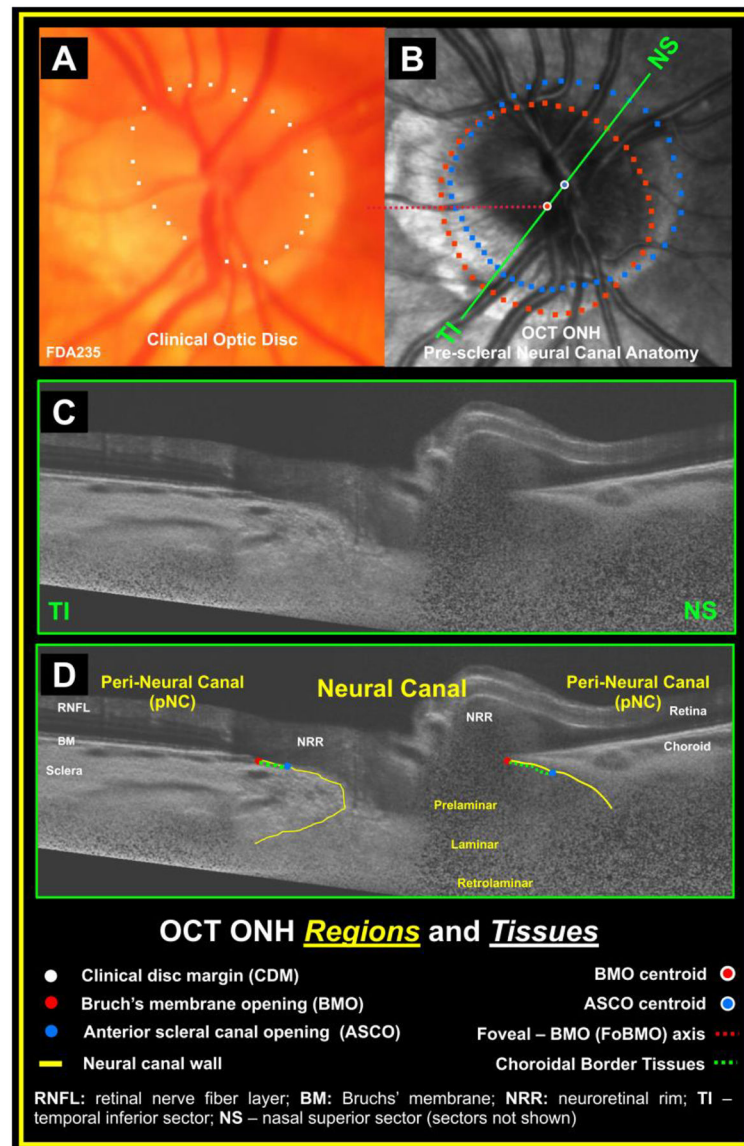 A
B
NS
TI
Clinical Optic Disc
FDA235
OCT ONH
Pre-scleral Neural Canal Anatomy
C
TI
NS
D
Peri-Neural Canal
(pNC)
Neural Canal
Peri-Neural Canal
(pNC)
RNFL
NRR
NRR
Retina
BM
Choroid
Sclera
Prelaminar
Laminar
Retrolaminar
OCT ONH Regions and Tissues
Clinical disc margin (CDM)
Bruch's membrane opening (BMO)
Anterior scleral canal opening (ASCO)
Neural canal wall
BMO centroid
ASCO centroid
Foveal – BMO (FoBMO) axis
Choroidal Border Tissues
RNFL: retinal nerve fiber layer; BM: Bruchs' membrane; NRR: neuroretinal rim; TI –
temporal inferior sector; NS – nasal superior sector (sectors not shown)